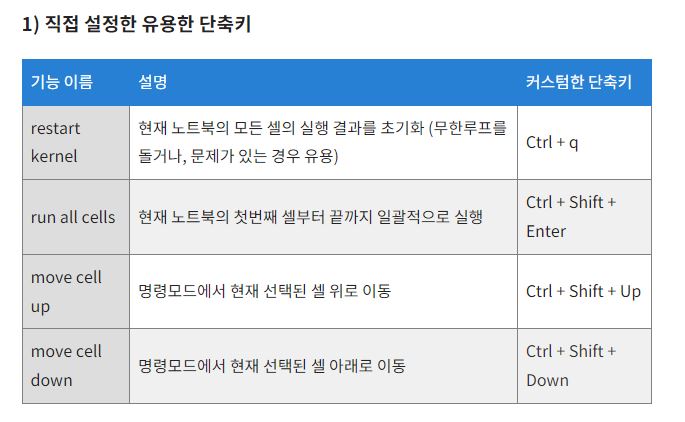 1) 직접 설정한 유용한 단축키
기능 이름 설명 커스텀한 단축키
restart
kernel
현재 노트북의 모든 셀의 실행 결과를 초기화 (무한루프를
돌거나, 문제가 있는 경우 유용)
Ctrl + q
run all cells
현재 노트북의 첫번째 셀부터 끝까지 일괄적으로 실행
Ctrl + Shift +
Enter
move cell
up
명령모드에서 현재 선택된 셀 위로 이동
Ctrl + Shift + Up
move cell
down
명령모드에서 현재 선택된 셀 아래로 이동
Ctrl + Shift +
Down